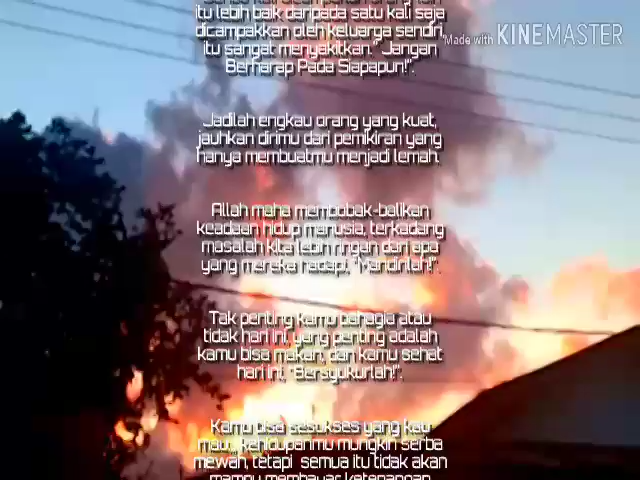 itu lebih baik daripada satu kali saja
dicampakkan oleh keluarga sendiri,
itu sangat menyakitkan." Jangan
Berharap Pada Siapapun!".
Made with KINEMASTER
Jadilah engkau orang yang kuat,
jauhkan dirimu dari pemikiran yang
hanya membuatmu menjadi lemah.
Allah maha membobak-balikan
keadaan hidup manusia, terkadang
masalah kita lebih ringan dari apa
yang mereka hadapi, "Mandirilah!".
Tak penting kamu bahagia atau
tidak hari ini, yang penting adalah
kamu bisa makan, dan kamu sehat
hari ini, "Bersyukurlah!".
Kamu bisa sesukses yang kau
mau, kehidupanmu mungkin serba
mewah, tetapi semua itu tidak akan
mampu membayar ketenangan